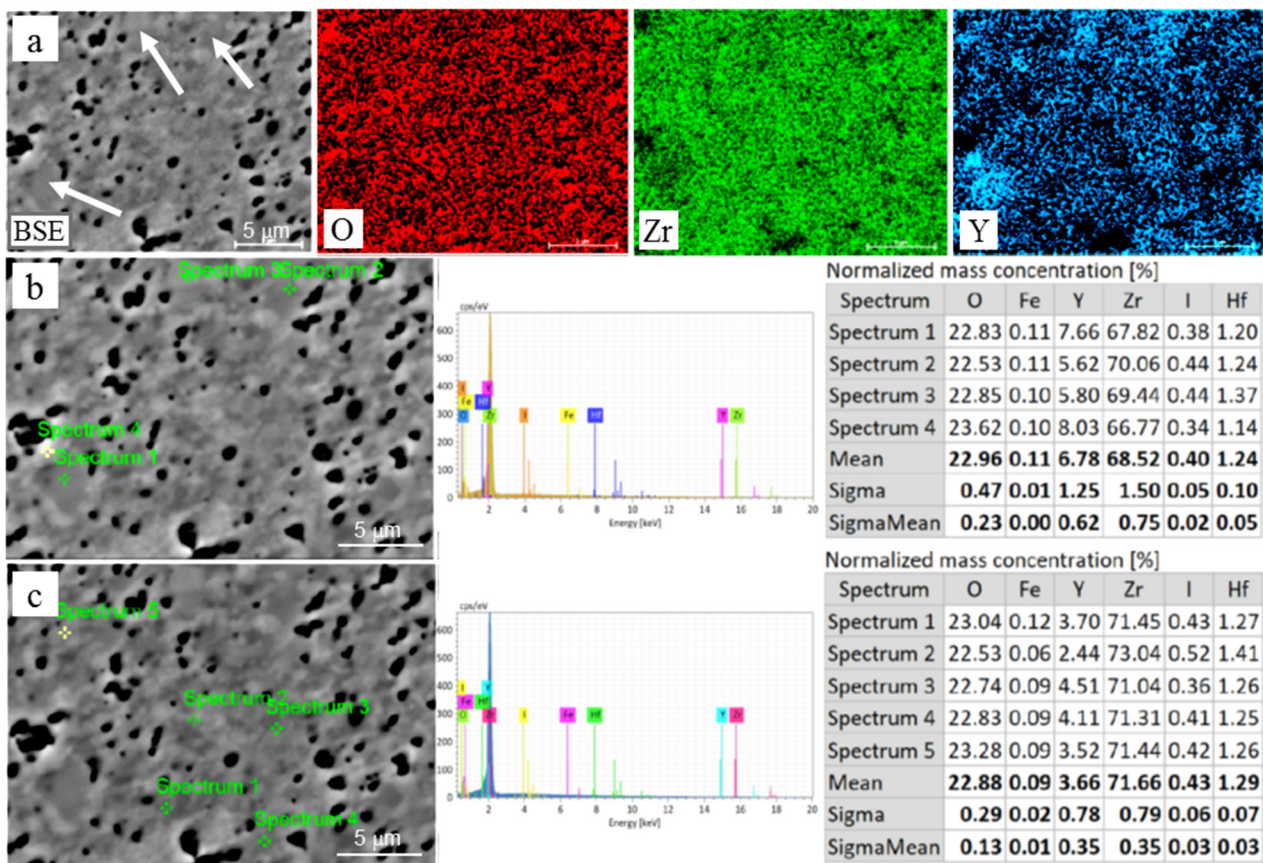 a
BSE
5 µm
O
Zr
Y
b
Spectrum 3 Spectrum 2
Spectrum 4
Spectrum 1
5 µm
cps/eV
600
500
400
300
200
100
0
I Y
Fe Hf
O Zr I Fe Hf Y Zr
2 4 6 8 10 12 14 16 18 20
Energy [keV]
Normalized mass concentration [%]
Spectrum O Fe Y Zr I Hf
Spectrum 1 22.83 0.11 7.66 67.82 0.38 1.20
Spectrum 2 22.53 0.11 5.62 70.06 0.44 1.24
Spectrum 3 22.85 0.10 5.80 69.44 0.44 1.37
Spectrum 4 23.62 0.10 8.03 66.77 0.34 1.14
Mean 22.96 0.11 6.78 68.52 0.40 1.24
Sigma 0.47 0.01 1.25 1.50 0.05 0.10
SigmaMean 0.23 0.00 0.62 0.75 0.02 0.05
c
Spectrum 5
Spectrum 2
Spectrum 3
Spectrum 1
Spectrum 4
5 µm
cps/eV
600
500
400
300
200
100
0
I Y
Fe Hf
O Zr I Fe Hf Y Zr
2 4 6 8 10 12 14 16 18 20
Energy [keV]
Normalized mass concentration [%]
Spectrum O Fe Y Zr I Hf
Spectrum 1 23.04 0.12 3.70 71.45 0.43 1.27
Spectrum 2 22.53 0.06 2.44 73.04 0.52 1.41
Spectrum 3 22.74 0.09 4.51 71.04 0.36 1.26
Spectrum 4 22.83 0.09 4.11 71.31 0.41 1.25
Spectrum 5 23.28 0.09 3.52 71.44 0.42 1.26
Mean 22.88 0.09 3.66 71.66 0.43 1.29
Sigma 0.29 0.02 0.78 0.79 0.06 0.07
SigmaMean 0.13 0.01 0.35 0.35 0.03 0.03